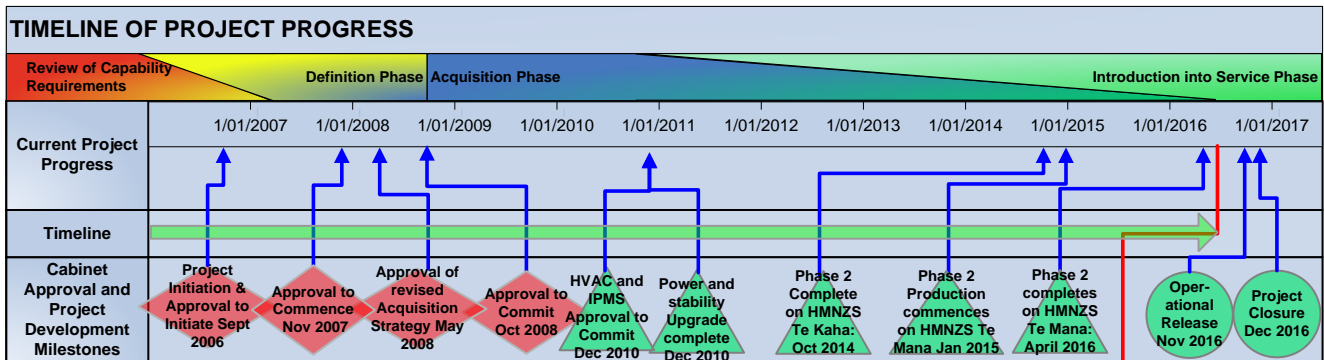 TIMELINE OF PROJECT PROGRESS
Review of Capability
Requirements
Definition Phase
Acquisition Phase
Introduction into Service Phase
Current Project
Progress
1/01/2007
1/01/2008
1/01/2009
1/01/2010
1/01/2011
1/01/2012
1/01/2013
1/01/2014
1/01/2015
1/01/2016
1/01/2017
Timeline
Cabinet
Approval and
Project
Development
Milestones
Project
Initiation &
Approval to
Initiate Sept
2006
Approval to
Commence
Nov 2007
Approval of
revised
Acquisition
Strategy May
2008
Approval to
Commit
Oct 2008
HVAC and
IPMS
Approval to
Commit
Dec 2010
Power and
stability
Upgrade
complete
Dec 2010
Phase 2
Complete
on HMNZS
Te Kaha:
Oct 2014
Phase 2
Production
commences
on HMNZS Te
Mana Jan 2015
Phase 2
completes
on HMNZS
Te Mana:
April 2016
Oper-
ational
Release
Nov 2016
Project
Closure
Dec 2016